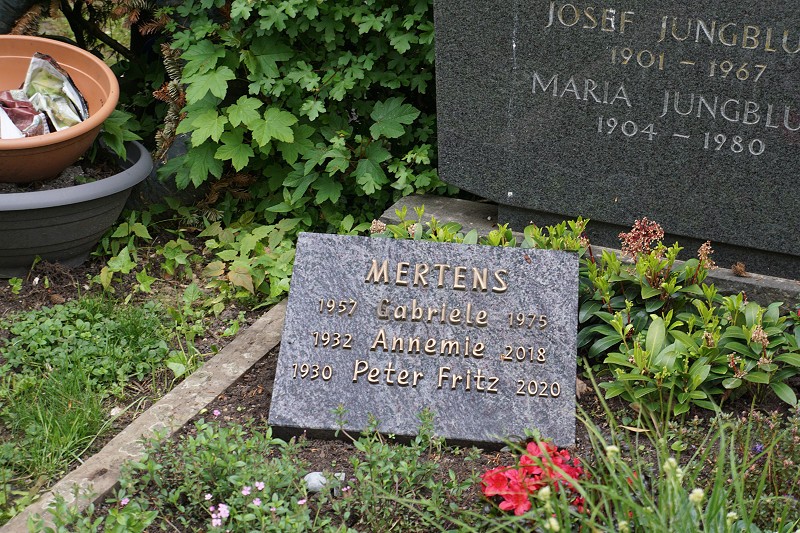 JOSEF JUNGBLU
1901 – 1967
MARIA JUNGBLU
1904 – 1980
MERTENS
1957 Gabriele 1975
1932 Annemie 2018
1930 Peter Fritz 2020